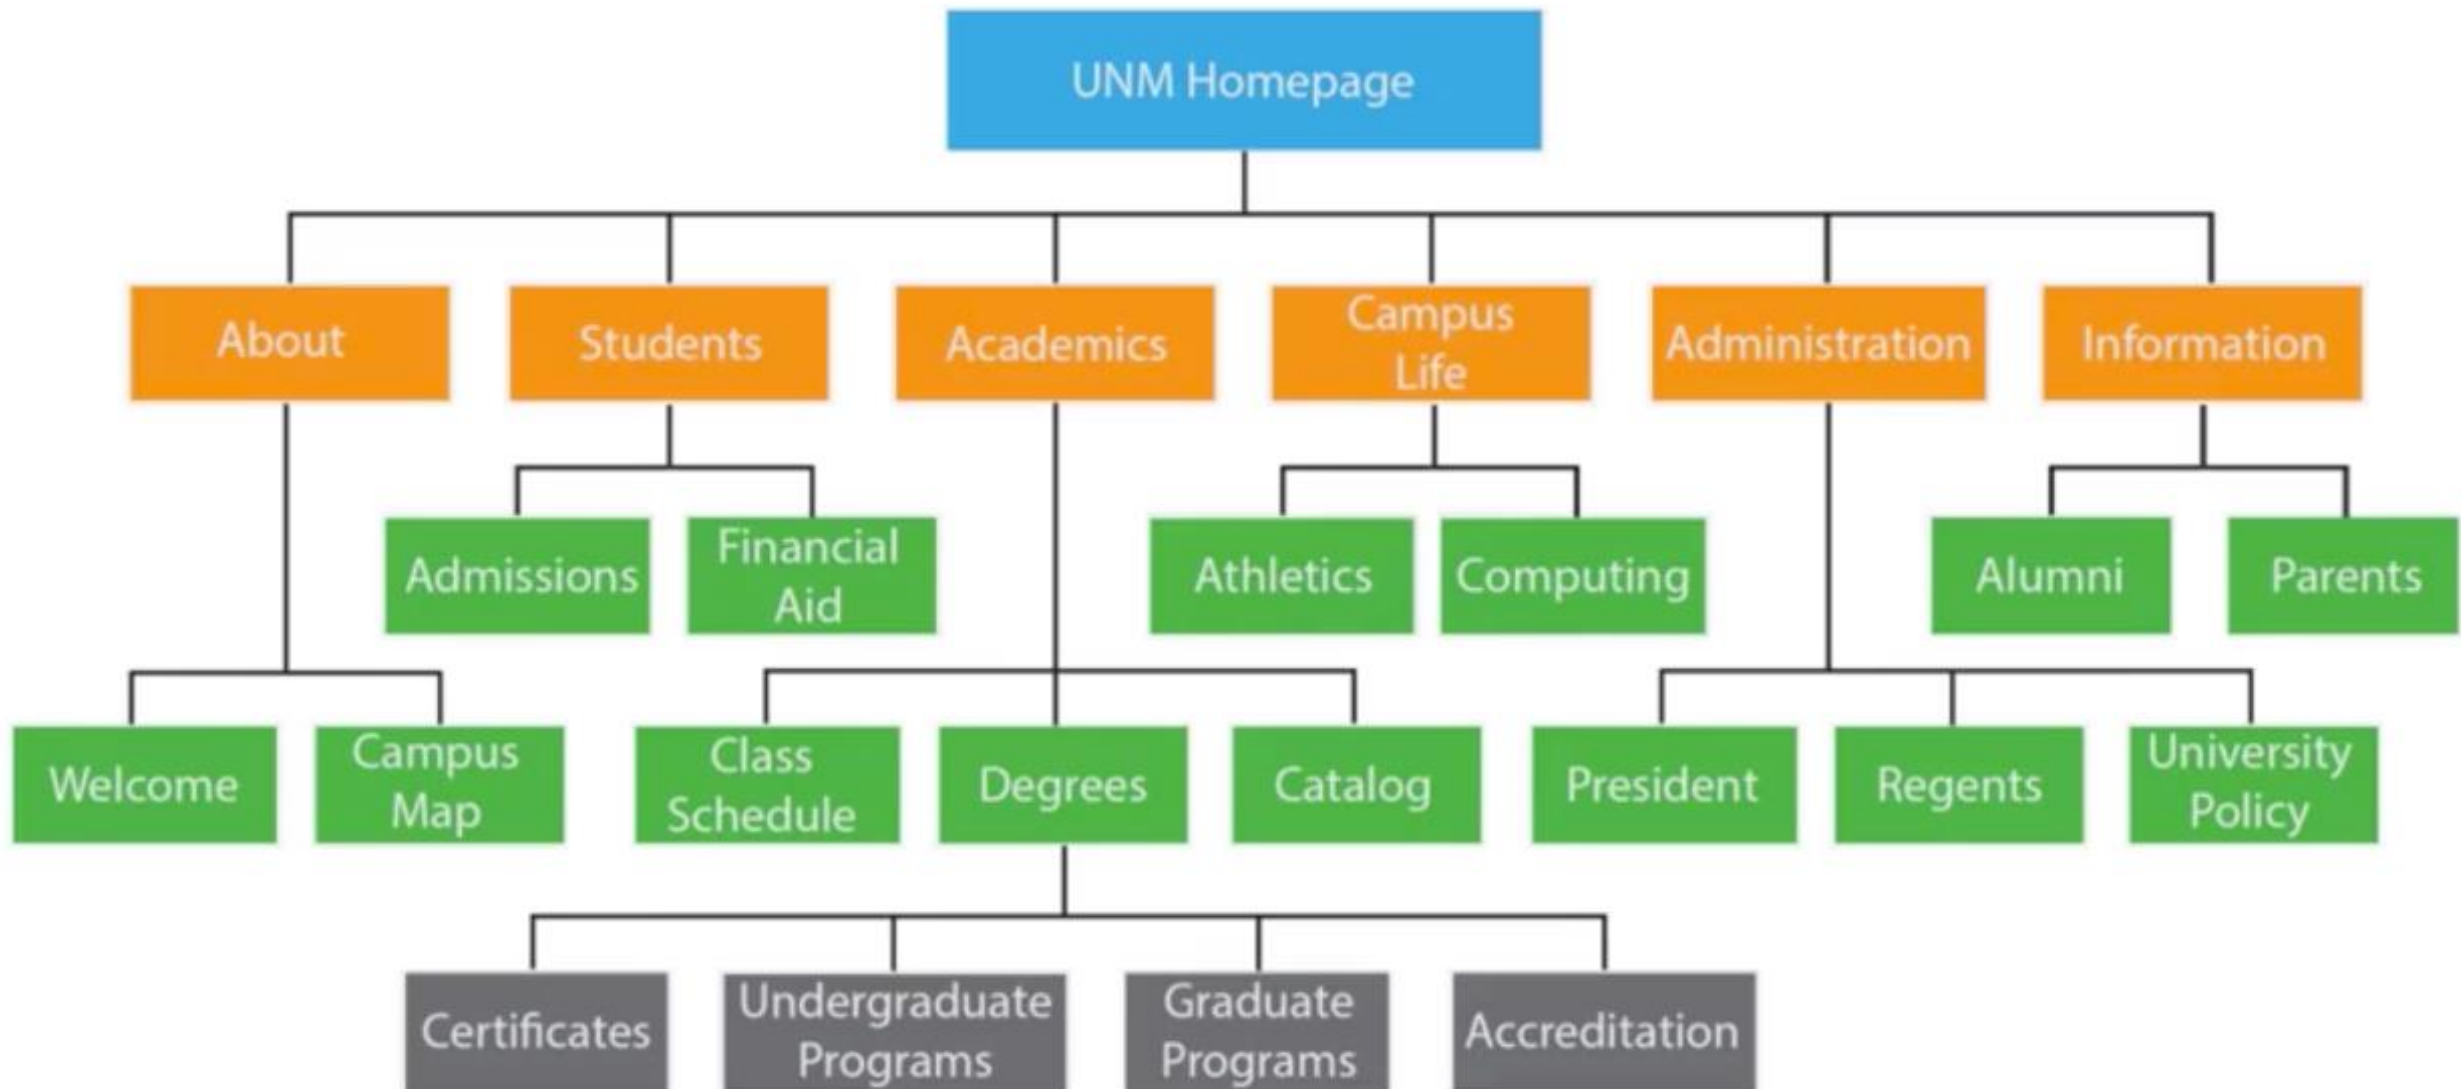 UNM Homepage
About
Students
Academics
Campus
Life
Administration
Information
Admissions
Financial
Aid
Athletics
Computing
Alumni
Parents
Welcome
Campus
Map
Class
Schedule
Degrees
Catalog
President
Regents
University
Policy
Certificates
Undergraduate
Programs
Graduate
Programs
Accreditation